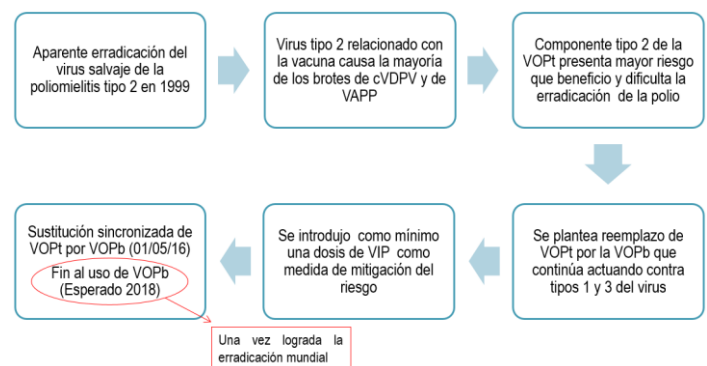 Aparente erradicación del
virus salvaje de la
poliomielitis tipo 2 en 1999
Virus tipo 2 relacionado con
la vacuna causa la mayoría
de los brotes de cVDPV y de
VAPP
Componente tipo 2 de la
VOPt presenta mayor riesgo
que beneficio y dificulta la
erradicación de la polio
Se plantea reemplazo de
VOPt por la VOPb que
continúa actuando contra
tipos 1 y 3 del virus
Se introdujo como mínimo
una dosis de VIP como
medida de mitigación del
riesgo
Sustitución sincronizada de
VOPt por VOPb (01/05/16)
Fin al uso de VOPb
(Esperado 2018)
Una vez lograda la
erradicación mundial